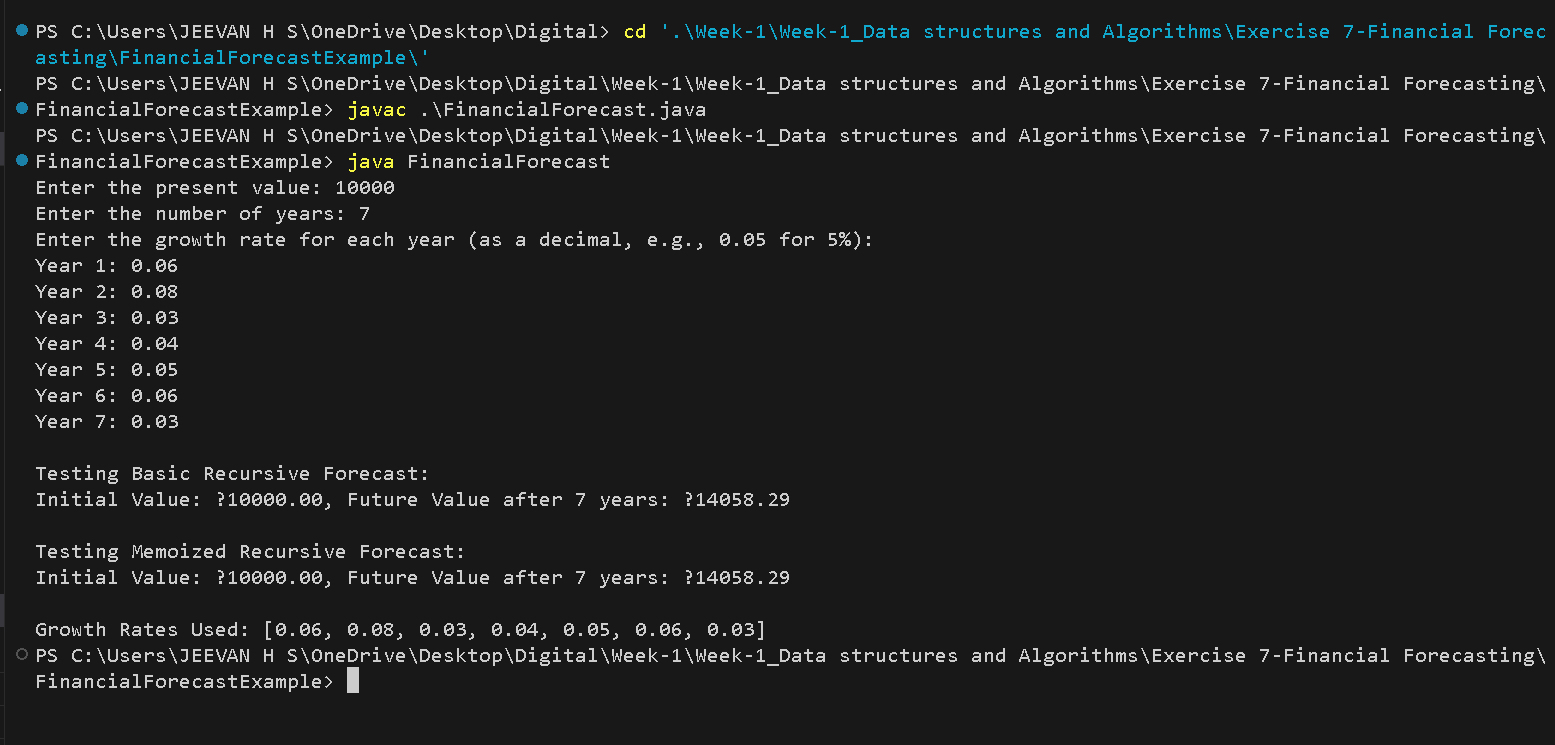 PS C:\Users\JEEVAN H S\OneDrive\Desktop\Digital> cd '.\Week-1\Week-1_Data structures and Algorithms\Exercise 7-Financial Forec
asting\FinancialForecastExample\'
PS C:\Users\JEEVAN H S\OneDrive\Desktop\Digital\Week-1\Week-1_Data structures and Algorithms\Exercise 7-Financial Forecasting\
FinancialForecastExample> javac .\FinancialForecast.java
PS C:\Users\JEEVAN H S\OneDrive\Desktop\Digital\Week-1\Week-1_Data structures and Algorithms\Exercise 7-Financial Forecasting\
FinancialForecastExample> java FinancialForecast
Enter the present value: 10000
Enter the number of years: 7
Enter the growth rate for each year (as a decimal, e.g., 0.05 for 5%):
Year 1: 0.06
Year 2: 0.08
Year 3: 0.03
Year 4: 0.04
Year 5: 0.05
Year 6: 0.06
Year 7: 0.03
Testing Basic Recursive Forecast:
Initial Value: ?10000.00, Future Value after 7 years: ?14058.29
Testing Memoized Recursive Forecast:
Initial Value: ?10000.00, Future Value after 7 years: ?14058.29
Growth Rates Used: [0.06, 0.08, 0.03, 0.04, 0.05, 0.06, 0.03]
PS C:\Users\JEEVAN H S\OneDrive\Desktop\Digital\Week-1\Week-1_Data structures and Algorithms\Exercise 7-Financial Forecasting\
FinancialForecastExample>